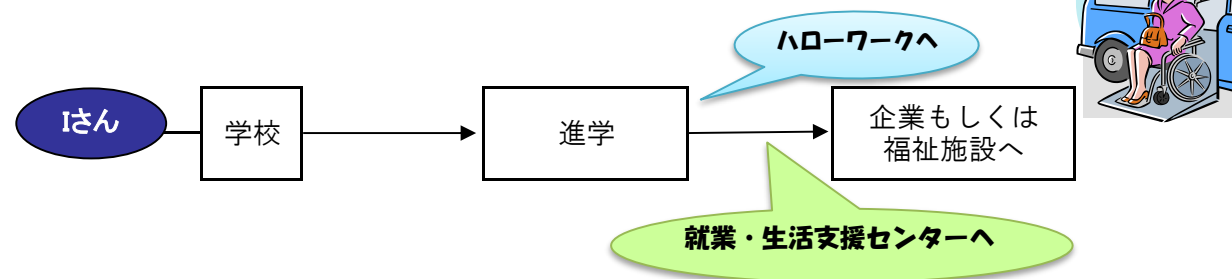 ハローワークへ
Iさん
学校
進学
企業もしくは
福祉施設へ
就業・生活支援センターへ